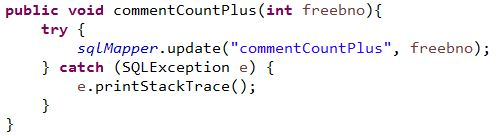 public void commentCountPlus(int freebno){
    try {
        sqlMapper.update("commentCountPlus", freebno);
    } catch (SQLException e) {
        e.printStackTrace();
    }
}